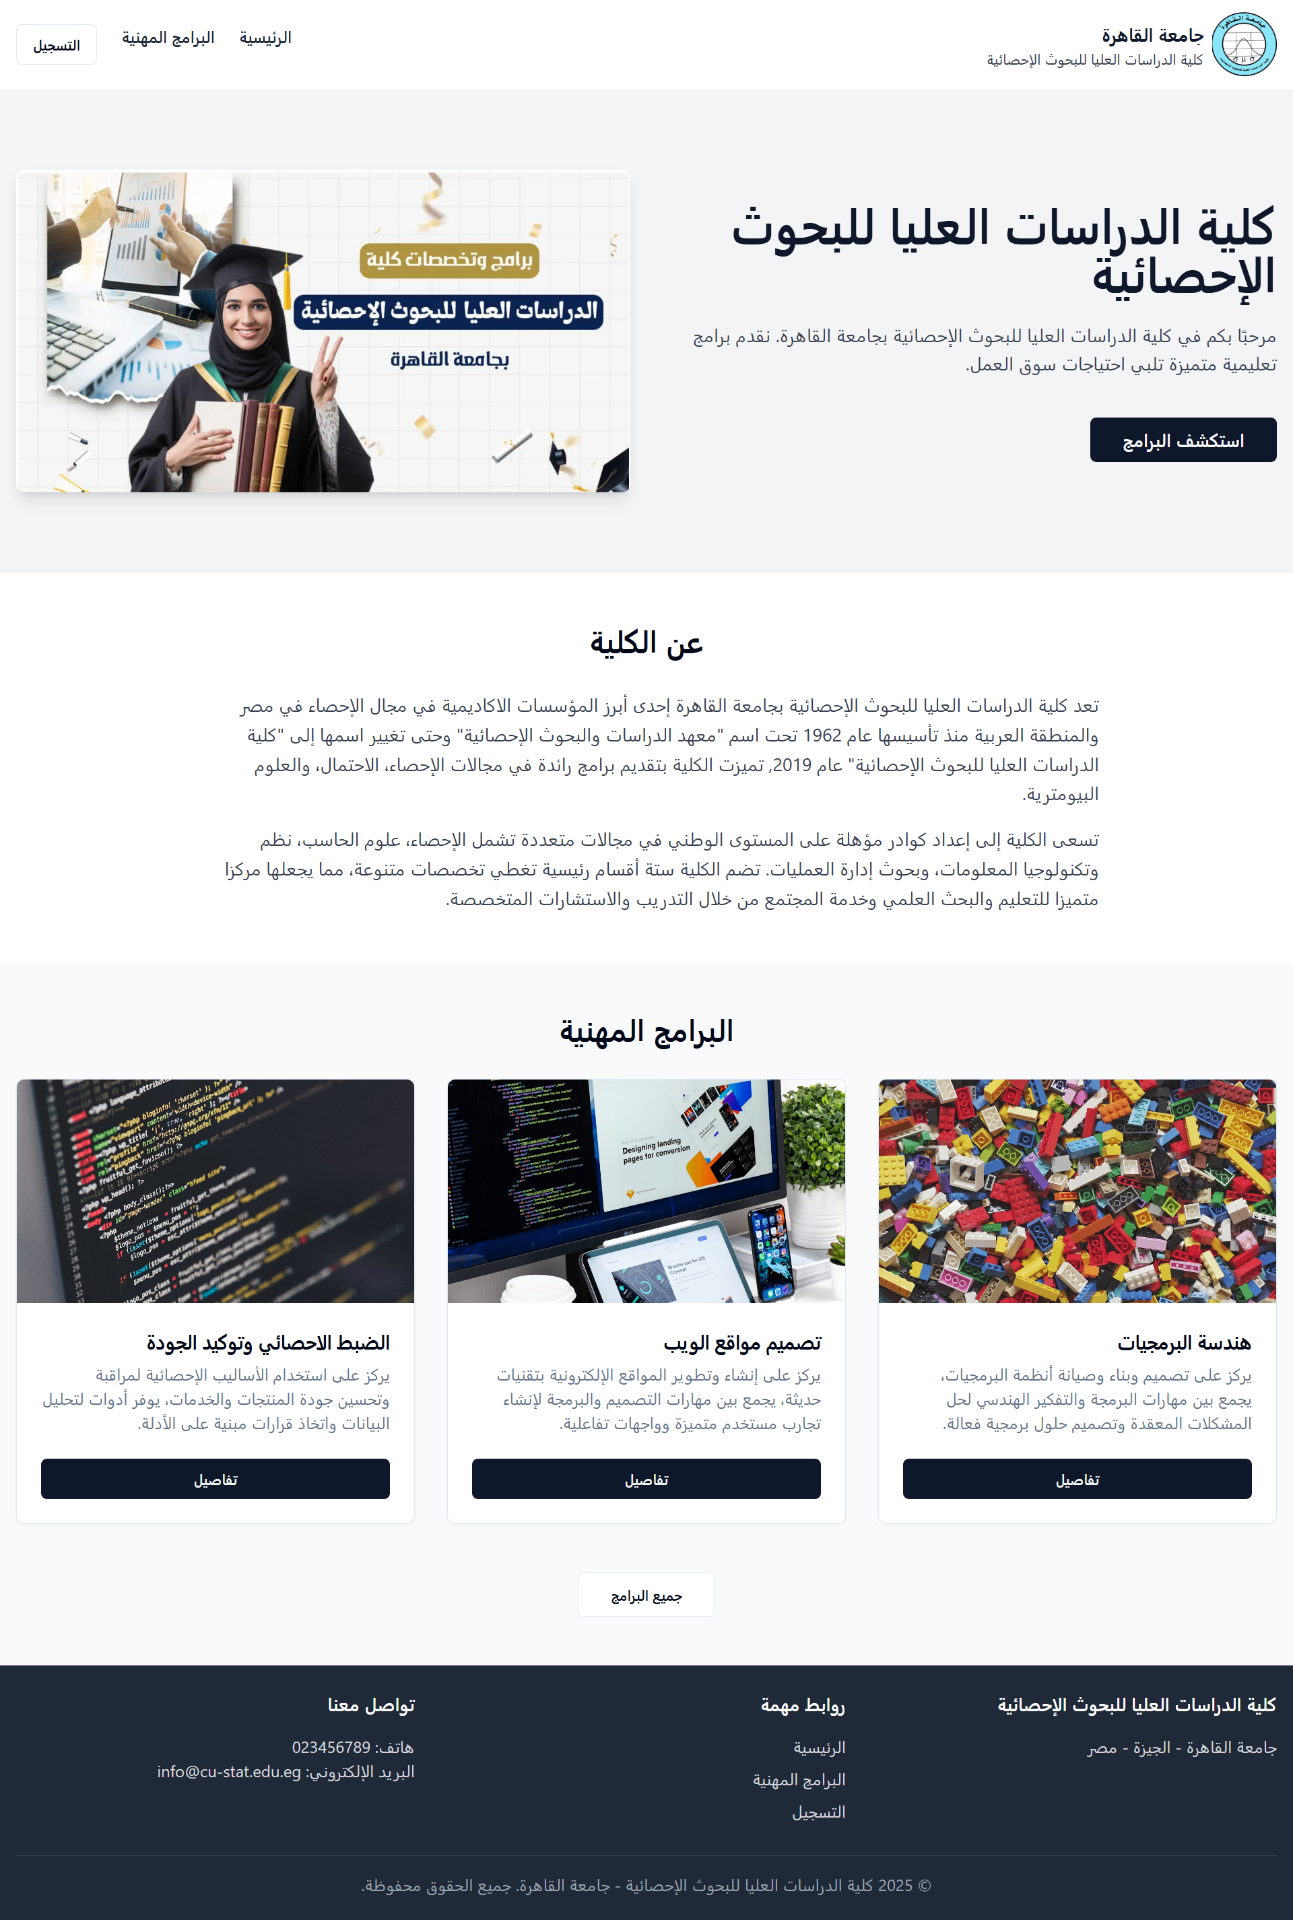 جامعة القاهرة
كلية الدراسات العليا للبحوث الإحصائية
الرئيسية
البرامج المهنية
التسجيل
كلية الدراسات العليا للبحوث
الإحصائية
مرحبًا بكم في كلية الدراسات العليا للبحوث الإحصائية بجامعة القاهرة. نقدم برامج
تعليمية متميزة تلبي احتياجات سوق العمل.
استكشف البرامج
برامج وتخصصات كلية
الدراسات العليا للبحوث الإحصائية
بجامعة القاهرة
عن الكلية
تعد كلية الدراسات العليا للبحوث الإحصائية بجامعة القاهرة إحدى أبرز المؤسسات الاكاديمية في مجال الإحصاء في مصر
والمنطقة العربية منذ تأسيسها عام 1962 تحت اسم "معهد الدراسات والبحوث الإحصائية" وحتى تغيير اسمها إلى "كلية
الدراسات العليا للبحوث الإحصائية" عام 2019, تميزت الكلية بتقديم برامج رائدة في مجالات الإحصاء، الاحتمال، والعلوم
البيومترية.
تسعى الكلية إلى إعداد كوادر مؤهلة على المستوى الوطني في مجالات متعددة تشمل الإحصاء، علوم الحاسب، نظم
وتكنولوجيا المعلومات، وبحوث إدارة العمليات. تضم الكلية ستة أقسام رئيسية تغطي تخصصات متنوعة، مما يجعلها مركزا
متميزا للتعليم والبحث العلمي وخدمة المجتمع من خلال التدريب والاستشارات المتخصصة.
البرامج المهنية
هندسة البرمجيات
يركز على تصميم وبناء وصيانة أنظمة البرمجيات،
يجمع بين مهارات البرمجة والتفكير الهندسي لحل
المشكلات المعقدة وتصميم حلول برمجية فعالة.
تفاصيل
Designing landing
pages for conversion
تصميم مواقع الويب
يركز على إنشاء وتطوير المواقع الإلكترونية بتقنيات
حديثة، يجمع بين مهارات التصميم والبرمجة لإنشاء
تجارب مستخدم متميزة وواجهات تفاعلية.
تفاصيل
الضبط الاحصائي وتوكيد الجودة
يركز على استخدام الأساليب الإحصائية لمراقبة
وتحسين جودة المنتجات والخدمات، يوفر أدوات لتحليل
البيانات واتخاذ قرارات مبنية على الأدلة.
تفاصيل
جميع البرامج
كلية الدراسات العليا للبحوث الإحصائية
جامعة القاهرة - الجيزة - مصر
روابط مهمة
الرئيسية
البرامج المهنية
التسجيل
تواصل معنا
هاتف: 023456789
البريد الإلكتروني: info@cu-stat.edu.eg
© 2025 كلية الدراسات العليا للبحوث الإحصائية - جامعة القاهرة. جميع الحقوق محفوظة.